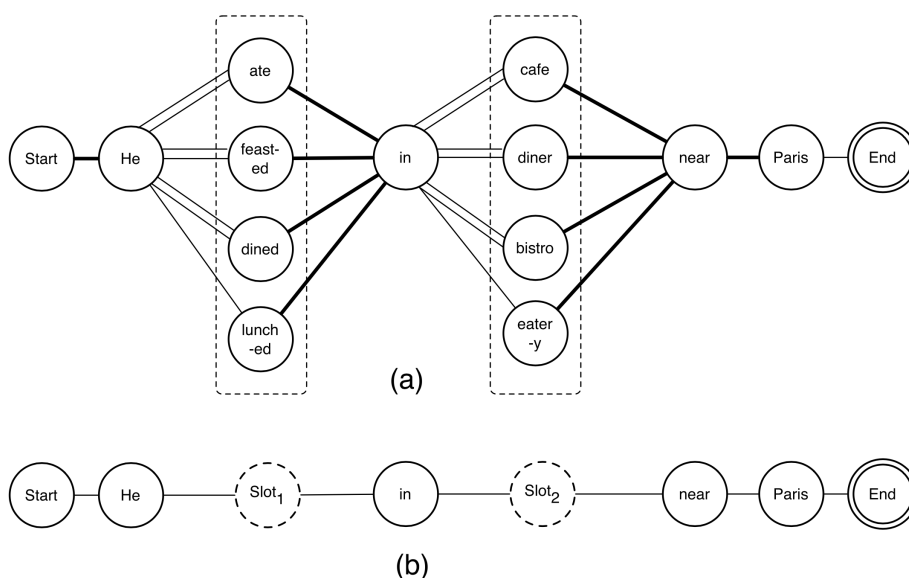 ate
cafe
Start
He
feast-
ed
in
diner
near
Paris
End
dined
bistro
lunch
-ed
eater
-y
(a)
Start
He
Slot1
in
Slot2
near
Paris
End
(b)